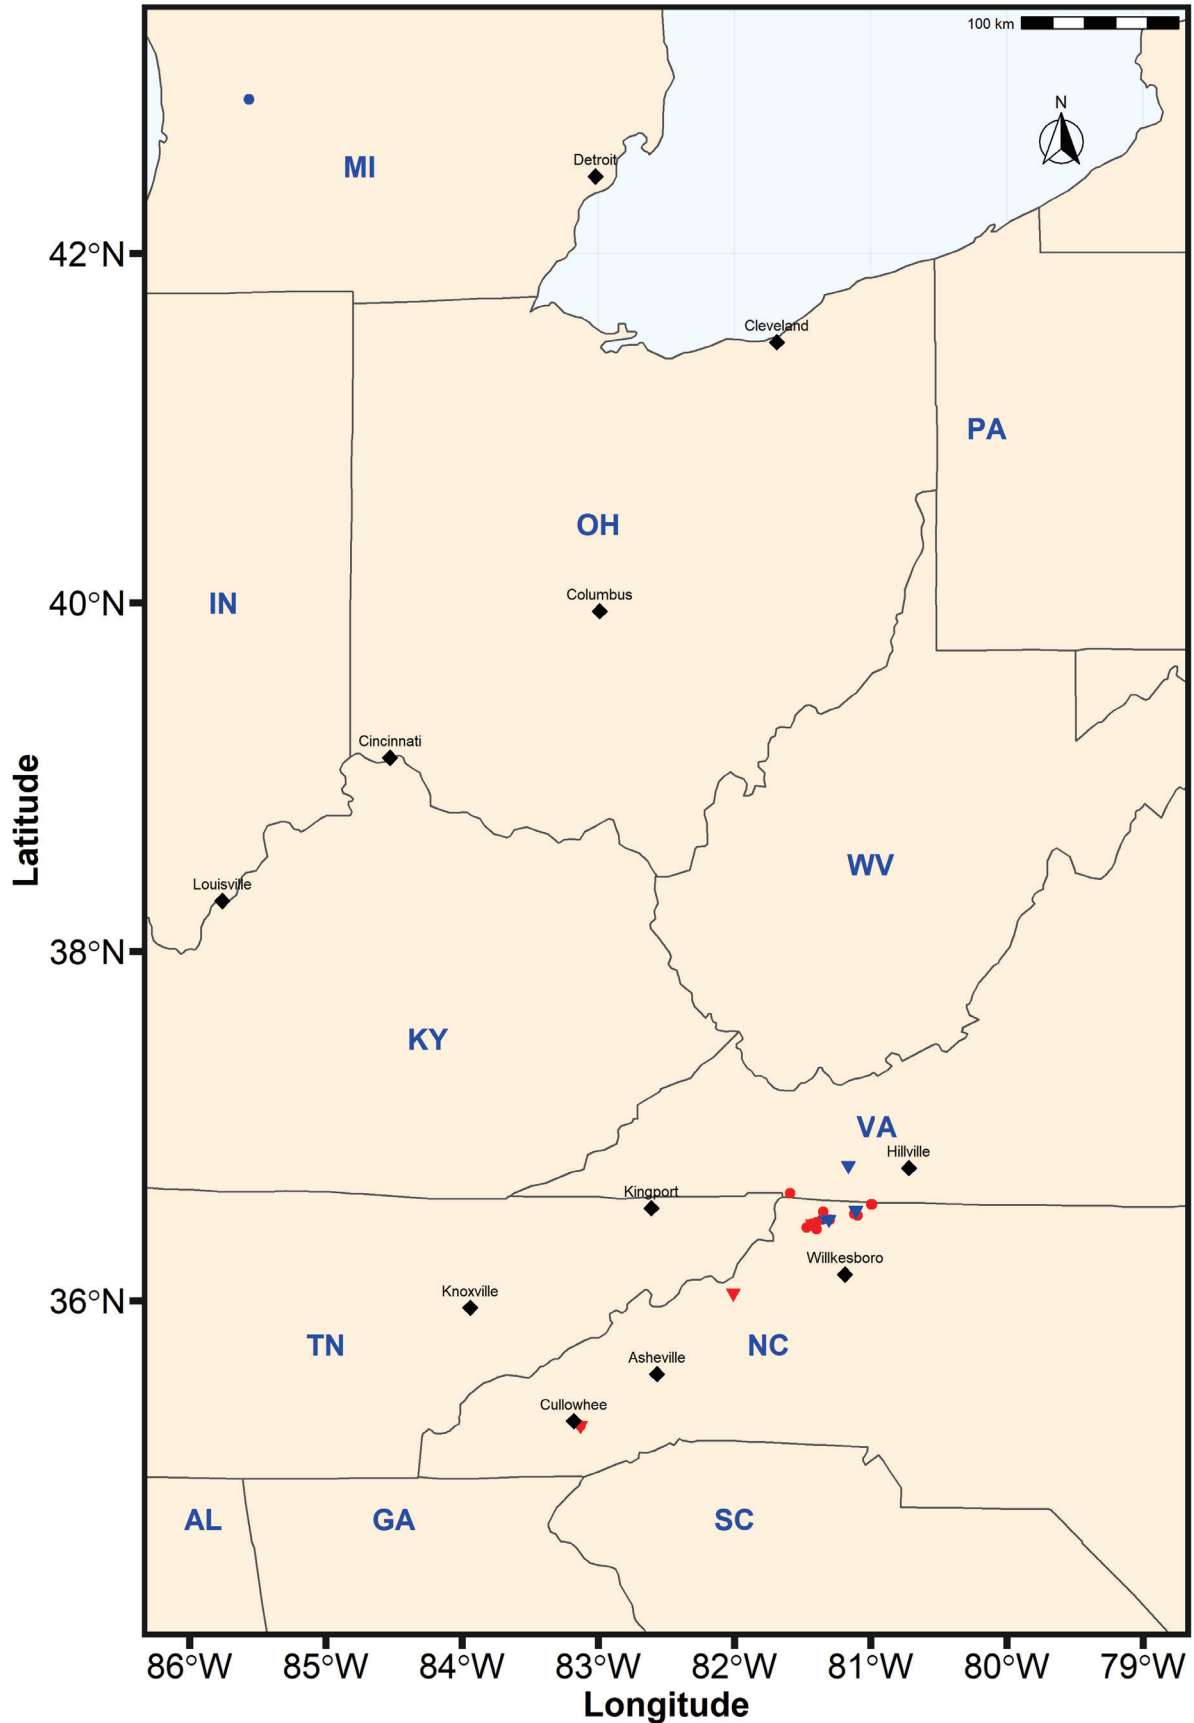 100 km
N
MI
Detroit
42°N
Cleveland
PA
OH
IN
40°N
Columbus
Cincinnati
Latitude
WV
Louisville
38°N
KY
VA
Hillville
Kingport
Willkesboro
36°N
Knoxville
TN
NC
Asheville
Cullowhee
AL
GA
SC
86°W 85°W 84°W 83°W 82°W 81°W 80°W 79°W
Longitude